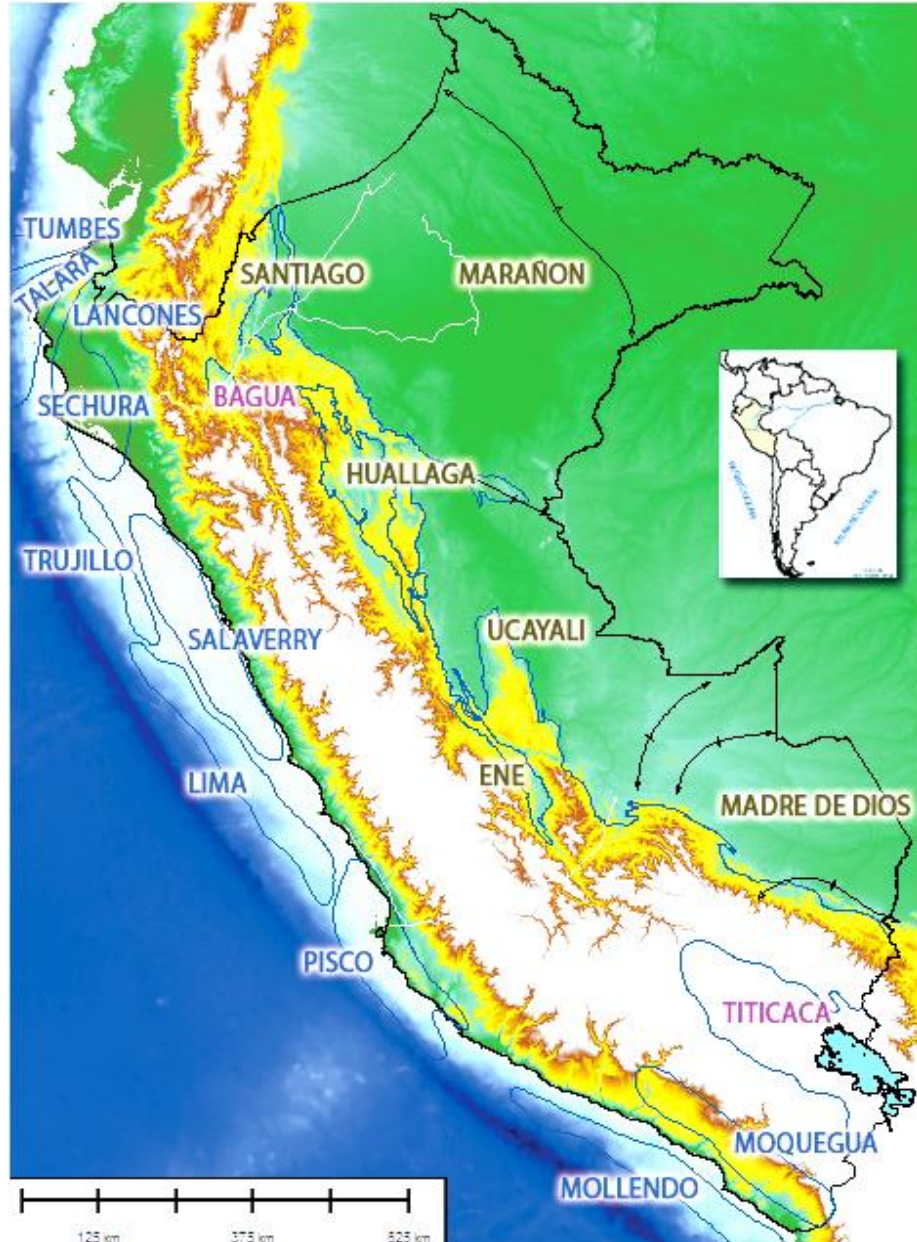 TUMBES
TALARA
LANCONES
SANTIAGO
MARAÑON
SECHURA
BAGUA
HUALLAGA
TRUJILLO
SALAVERRY
UCAYALI
LIMA
ENE
MADRE DE DIOS
PISCO
TITICACA
MOQUEGUA
MOLLENDO
125 km
375 km
625 km